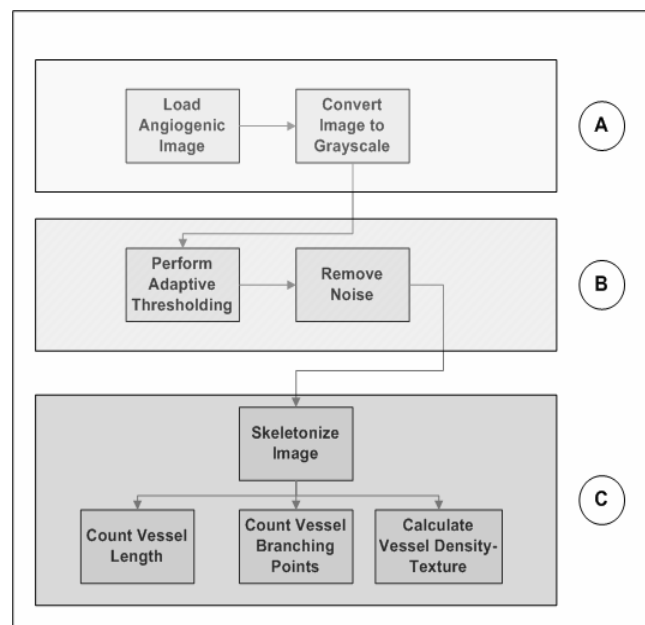 Load
Angiogenic
Image
Convert
Image to
Grayscale
A
Perform
Adaptive
Thresholding
Remove
Noise
B
Skeletonize
Image
C
Count Vessel
Length
Count Vessel
Branching
Points
Calculate
Vessel Density-
Texture